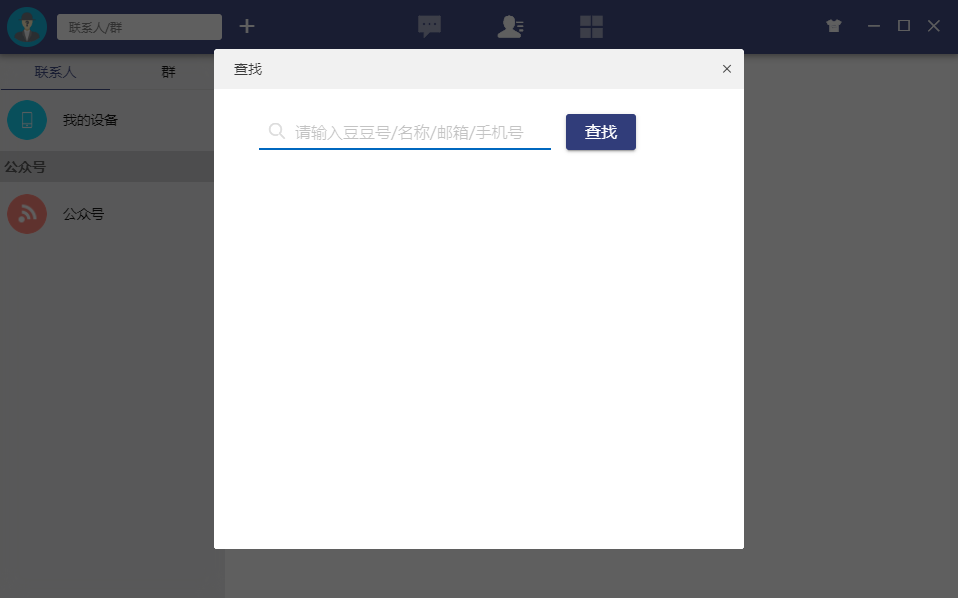 联系人/群
联系人 群
我的设备
公众号
公众号
查找
请输入豆豆号/名称/邮箱/手机号 查找